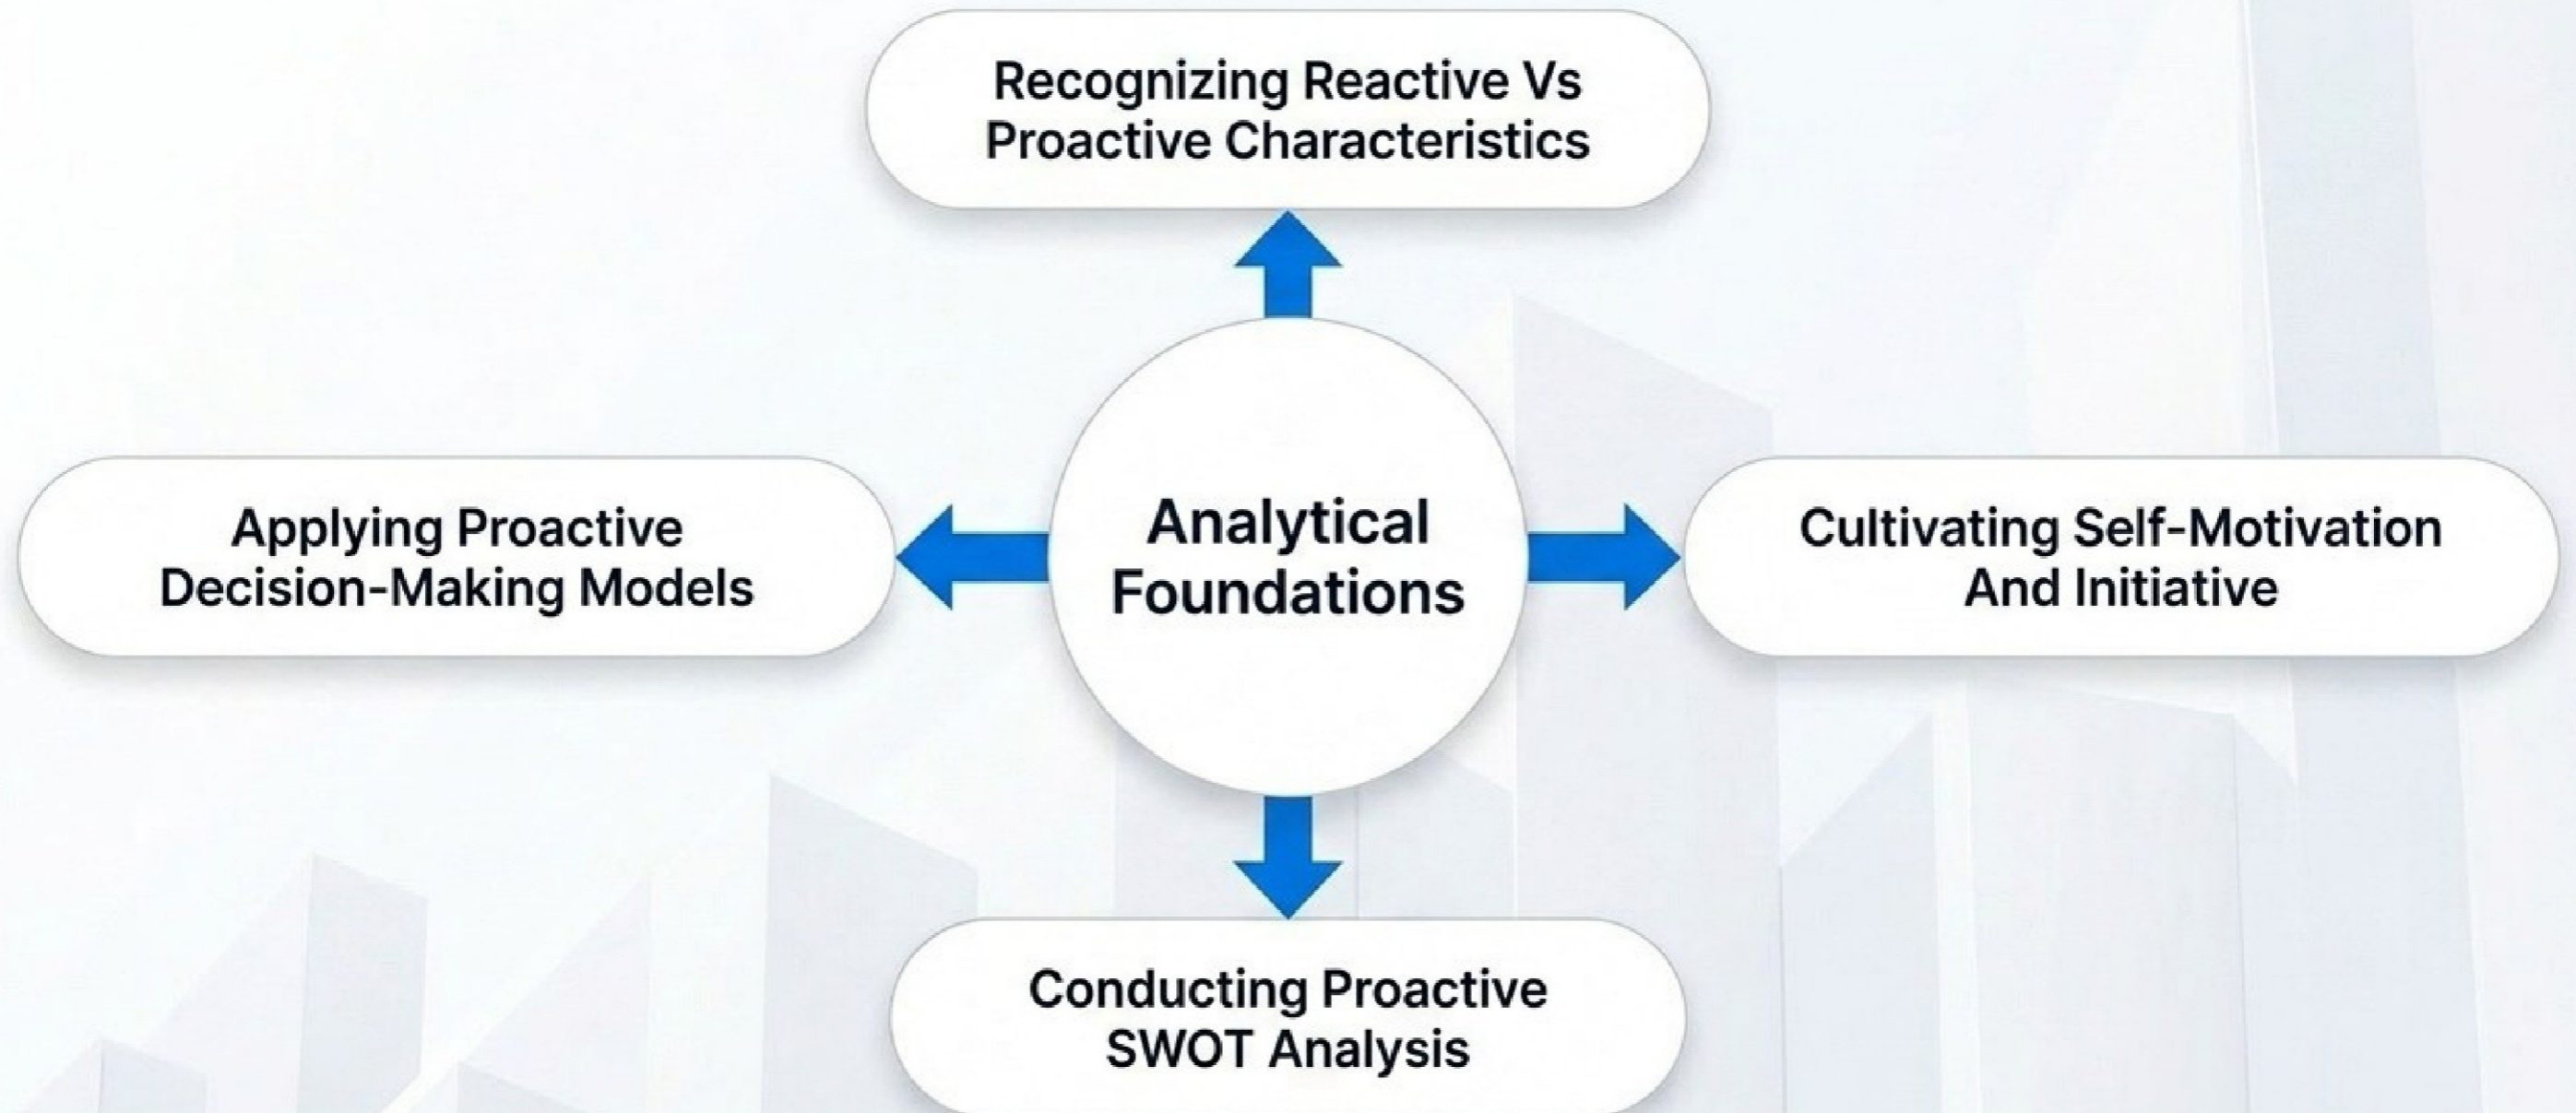 Recognizing Reactive Vs
Proactive Characteristics
Applying Proactive
Decision-Making Models
Analytical
Foundations
Cultivating Self-Motivation
And Initiative
Conducting Proactive
SWOT Analysis